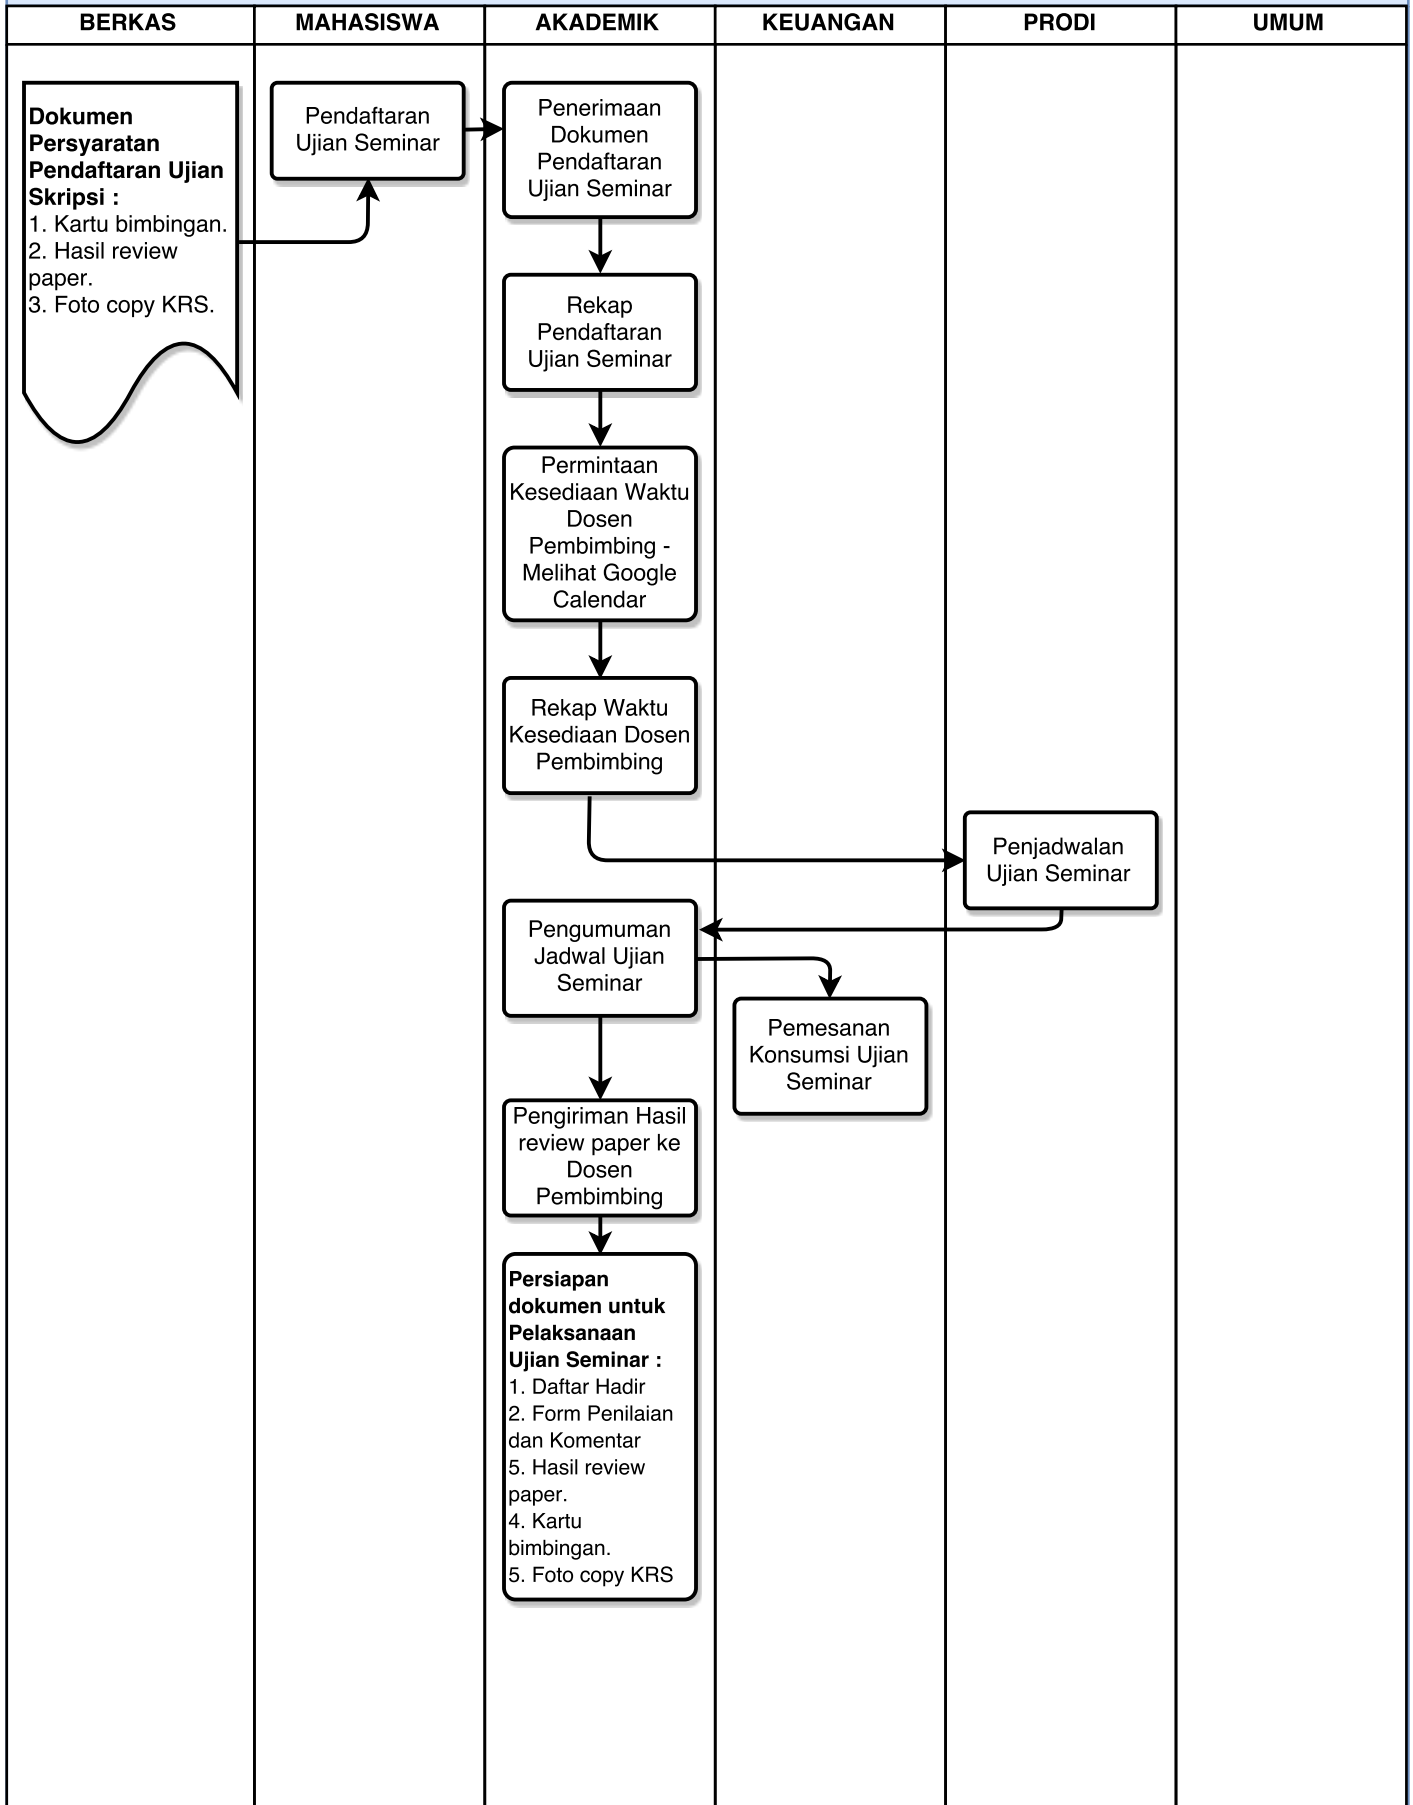 BERKAS
MAHASISWA
AKADEMIK
KEUANGAN
PRODI
UMUM
Dokumen
Persyaratan
Pendaftaran Ujian
Skripsi :
1. Kartu bimbingan.
2. Hasil review
paper.
3. Foto copy KRS.
Pendaftaran
Ujian Seminar
Penerimaan
Dokumen
Pendaftaran
Ujian Seminar
Rekap
Pendaftaran
Ujian Seminar
Permintaan
Kesediaan Waktu
Dosen
Pembimbing -
Melihat Google
Calendar
Rekap Waktu
Kesediaan Dosen
Pembimbing
Penjadwalan
Ujian Seminar
Pengumuman
Jadwal Ujian
Seminar
Pemesanan
Konsumsi Ujian
Seminar
Pengiriman Hasil
review paper ke
Dosen
Pembimbing
Persiapan
dokumen untuk
Pelaksanaan
Ujian Seminar :
1. Daftar Hadir
2. Form Penilaian
dan Komentar
5. Hasil review
paper.
4. Kartu
bimbingan.
5. Foto copy KRS